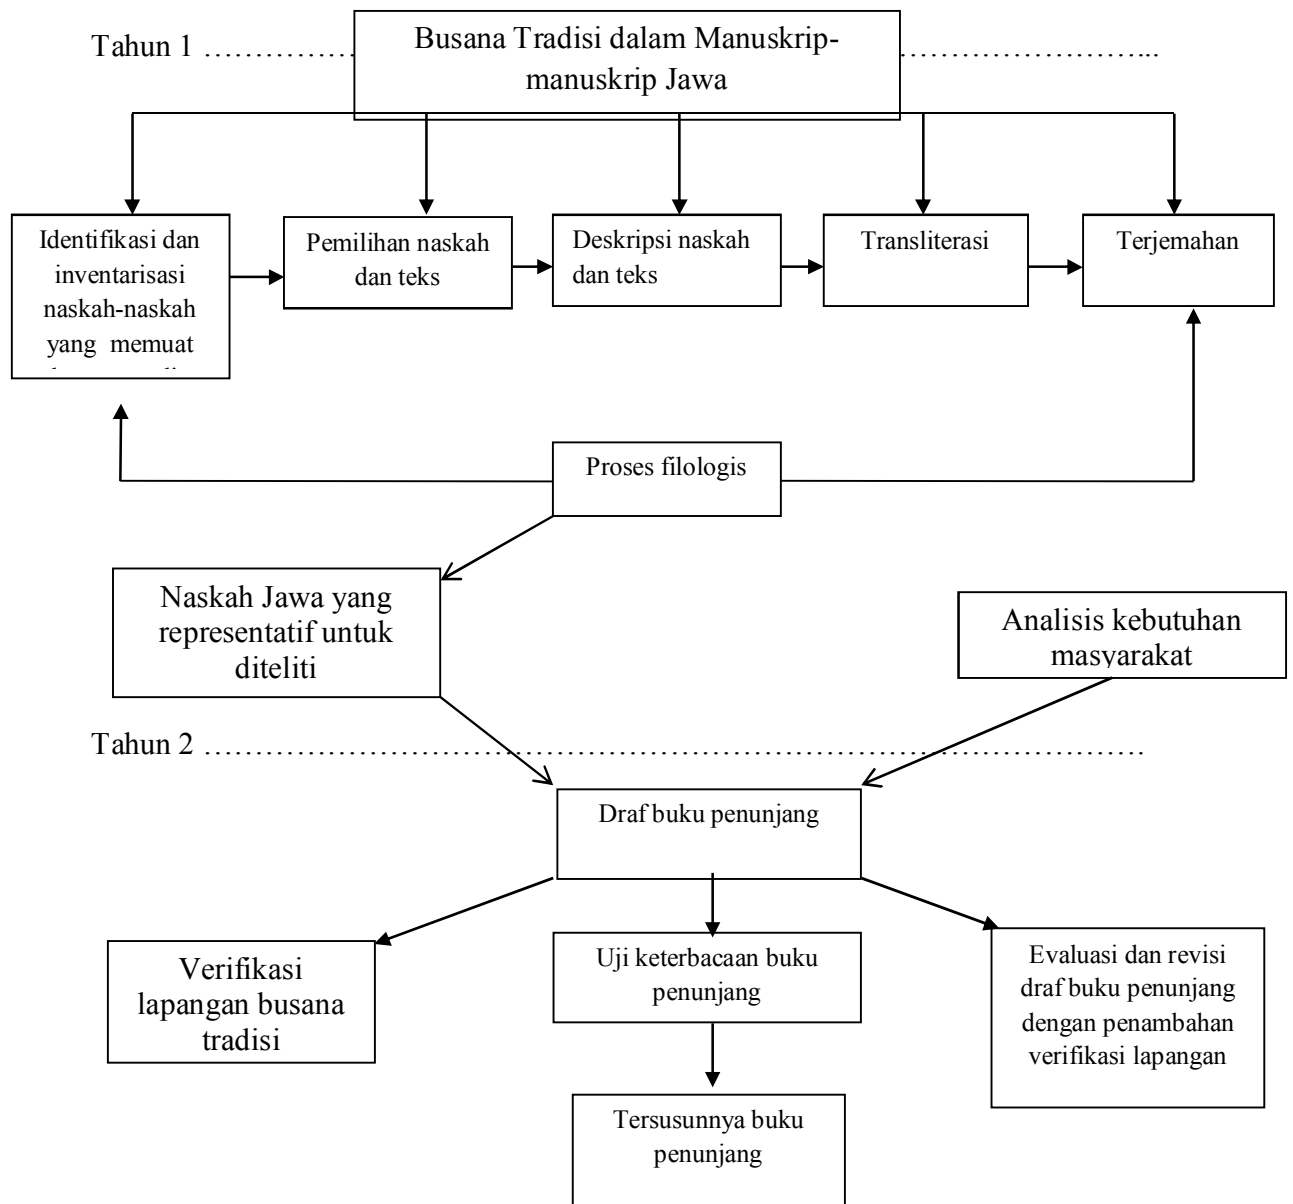 Tahun 1 ……………
Busana Tradisi dalam Manuskrip-
manuskrip Jawa
Identifikasi dan
inventarisasi
naskah-naskah
yang memuat
Pemilihan naskah
dan teks
Deskripsi naskah
dan teks
Transliterasi
Terjemahan
Proses filologis
Naskah Jawa yang
representatif untuk
diteliti
Analisis kebutuhan
masyarakat
Tahun 2 ……………
Draf buku penunjang
Verifikasi
lapangan busana
tradisi
Uji keterbacaan buku
penunjang
Evaluasi dan revisi
draf buku penunjang
dengan penambahan
verifikasi lapangan
Tersusunnya buku
penunjang